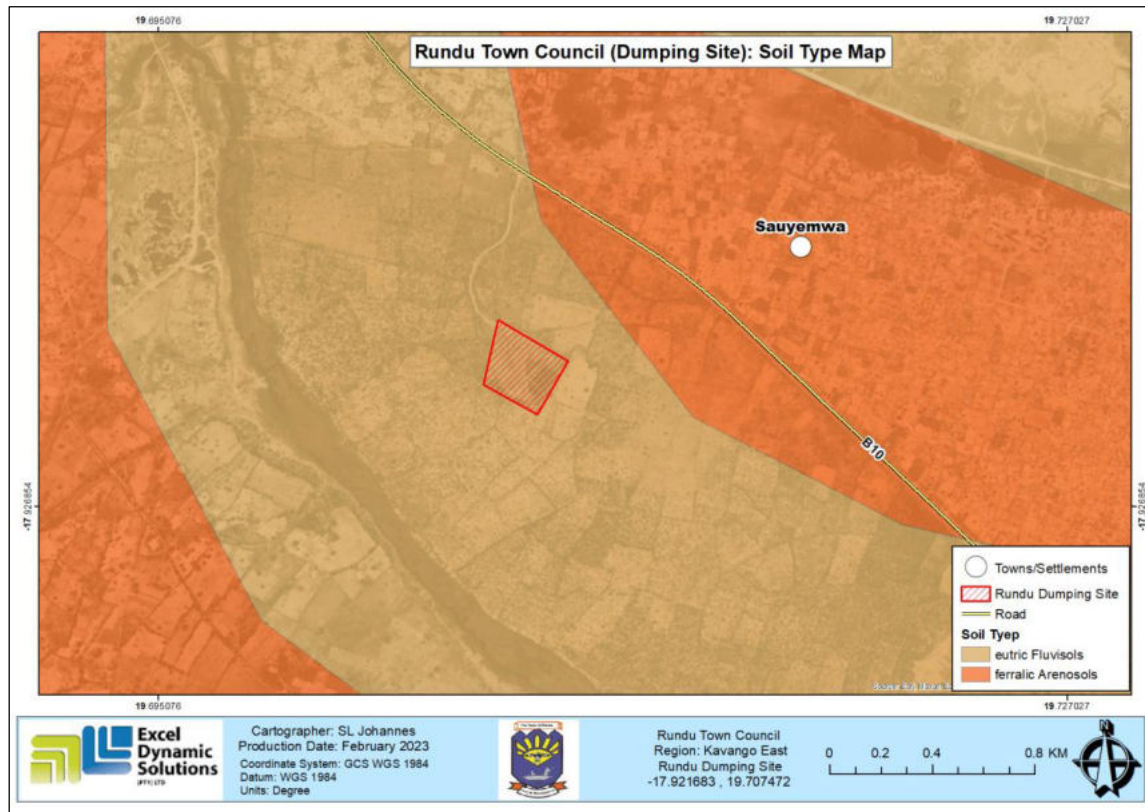 19.695076
19.727027
Rundu Town Council (Dumping Site): Soil Type Map
Sauyemwa
B10
-17.926854
-17.926854
Towns/Settlements
Rundu Dumping Site
Road
Soil Tyep
eutric Fluvisols
ferralic Arenosols
19.695076
19.727027
Excel
Dynamic
Solutions
(PTY) LTD
Cartographer: SL Johannes
Production Date: February 2023
Coordinate System: GCS WGS 1984
Datum: WGS 1984
Units: Degree
Rundu Town Council
Region: Kavango East
Rundu Dumping Site
-17.921683 , 19.707472
0 0.2 0.4 0.8 KM
N